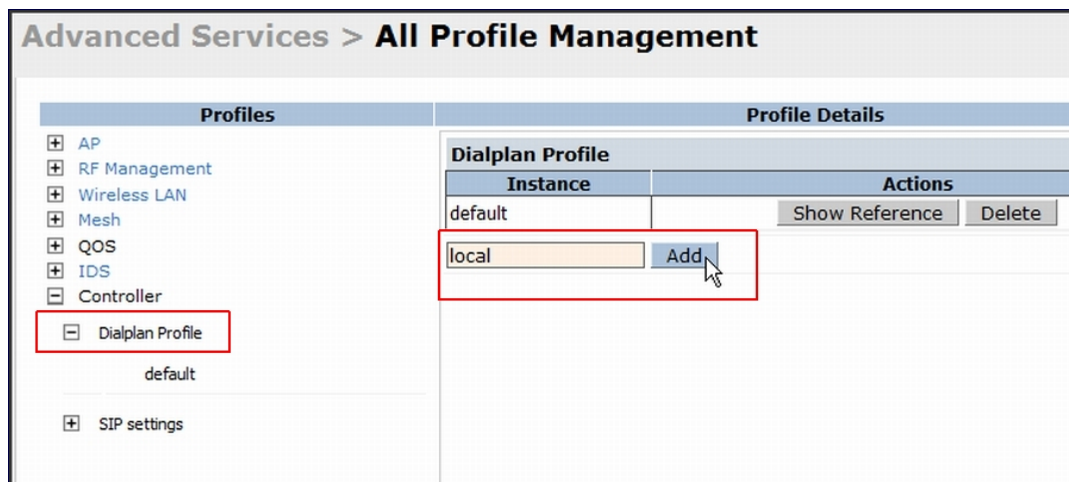 Advanced Services > All Profile Management
Profiles
AP
RF Management
Wireless LAN
Mesh
QOS
IDS
Controller
Dialplan Profile
default
SIP settings
Profile Details
Dialplan Profile
Instance Actions
default Show Reference Delete
local Add